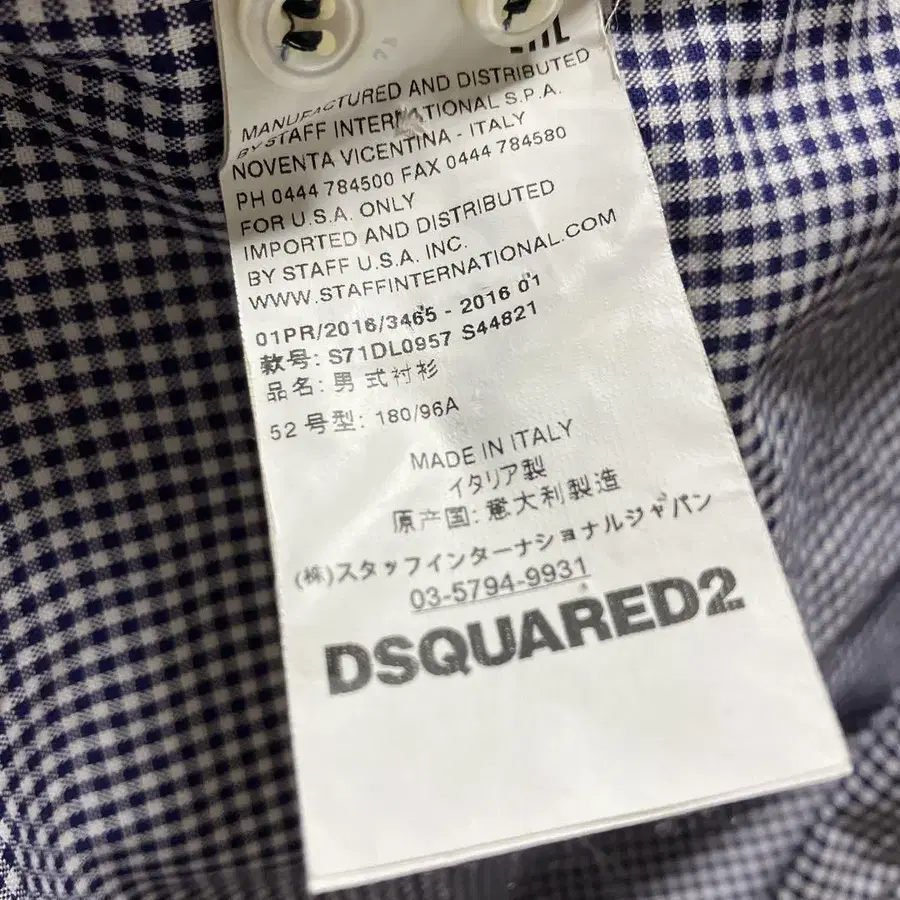 MANUFACTURED AND DISTRIBUTED
BY STAFF INTERNATIONAL S.P.A.
NOVENTA VICENTINA - ITALY
PH 0444 784500 FAX 0444 784580
FOR U.S.A. ONLY
IMPORTED AND DISTRIBUTED
BY STAFF U.S.A. INC.
WWW.STAFFINTERNATIONAL.COM
01PR/2016/3465 - 2016 01
款号: S71DL0957 S44821
品名: 男式衬衫
52 号型: 180/96A
MADE IN ITALY
イタリア製
原产国: 意大利製造
(株)スタッフインターナショナルジャパン
03-5794-9931
DSQUARED2